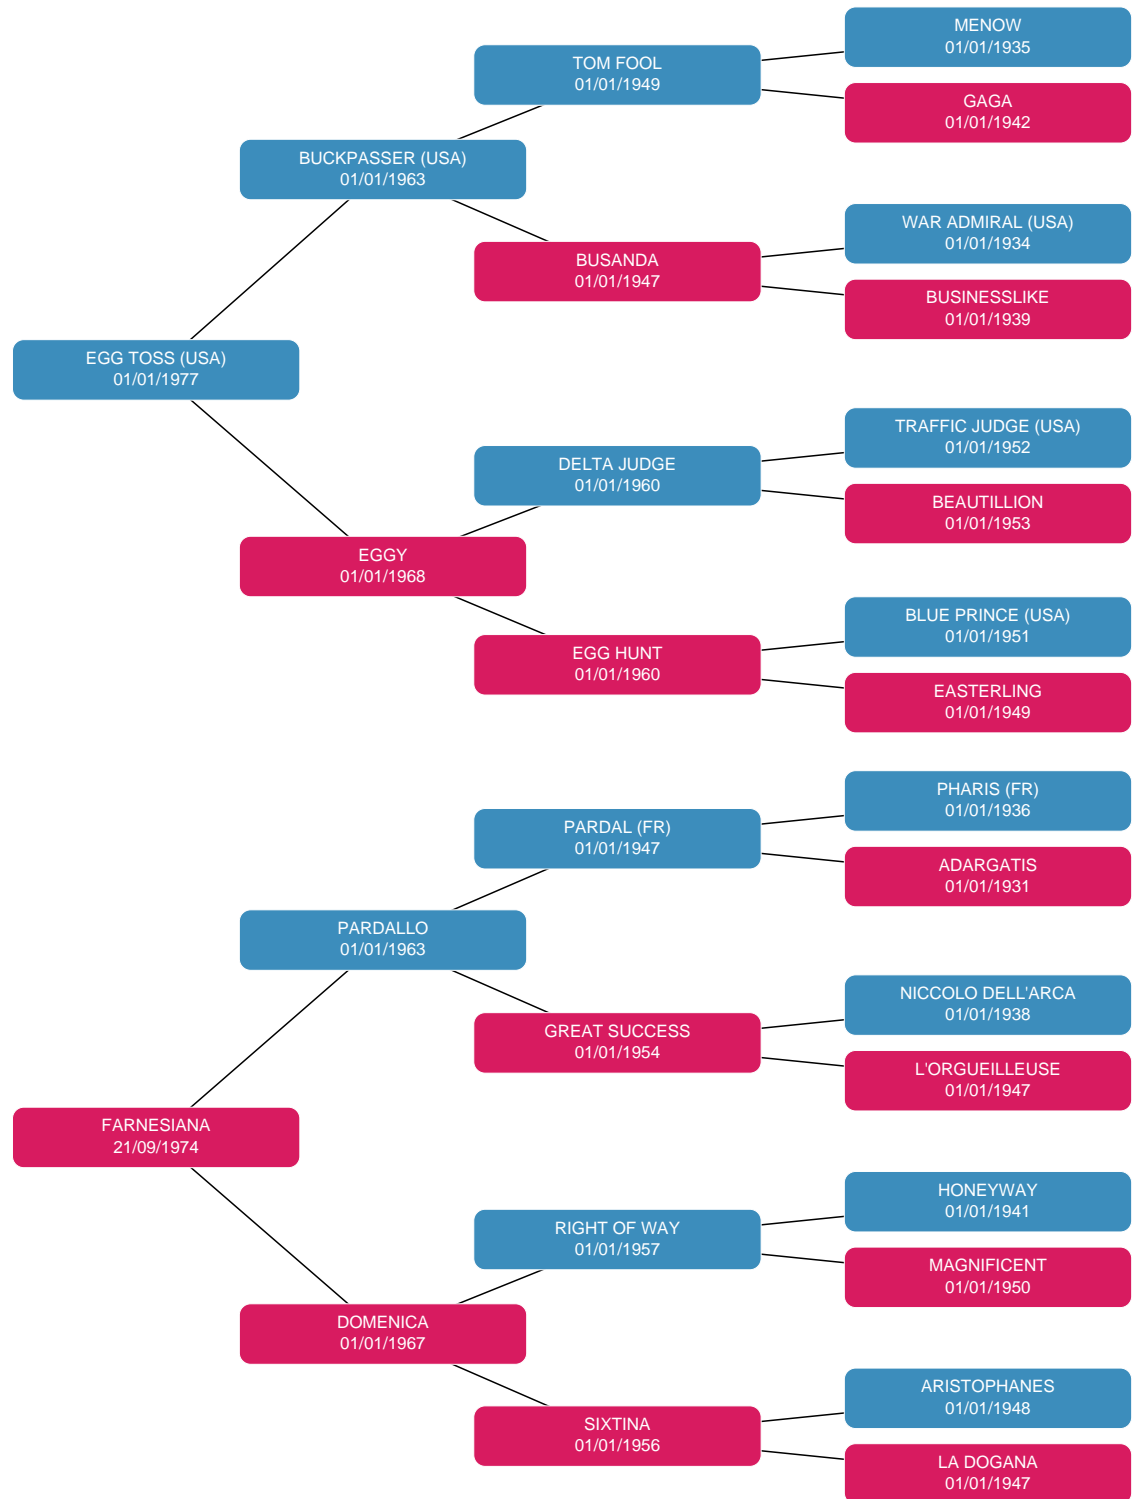 MENOW
01/01/1935
TOM FOOL
01/01/1949
GAGA
01/01/1942
BUCKPASSER (USA)
01/01/1963
WAR ADMIRAL (USA)
01/01/1934
BUSANDA
01/01/1947
BUSINESSLIKE
01/01/1939
EGG TOSS (USA)
01/01/1977
TRAFFIC JUDGE (USA)
01/01/1952
DELTA JUDGE
01/01/1960
BEAUTILLION
01/01/1953
EGGY
01/01/1968
BLUE PRINCE (USA)
01/01/1951
EGG HUNT
01/01/1960
EASTERLING
01/01/1949
PHARIS (FR)
01/01/1936
PARDAL (FR)
01/01/1947
ADARGATIS
01/01/1931
PARDALLO
01/01/1963
NICCOLO DELL'ARCA
01/01/1938
GREAT SUCCESS
01/01/1954
L'ORGUEILLEUSE
01/01/1947
FARNESIANA
21/09/1974
HONEYWAY
01/01/1941
RIGHT OF WAY
01/01/1957
MAGNIFICENT
01/01/1950
DOMENICA
01/01/1967
ARISTOPHANES
01/01/1948
SIXTINA
01/01/1956
LA DOGANA
01/01/1947